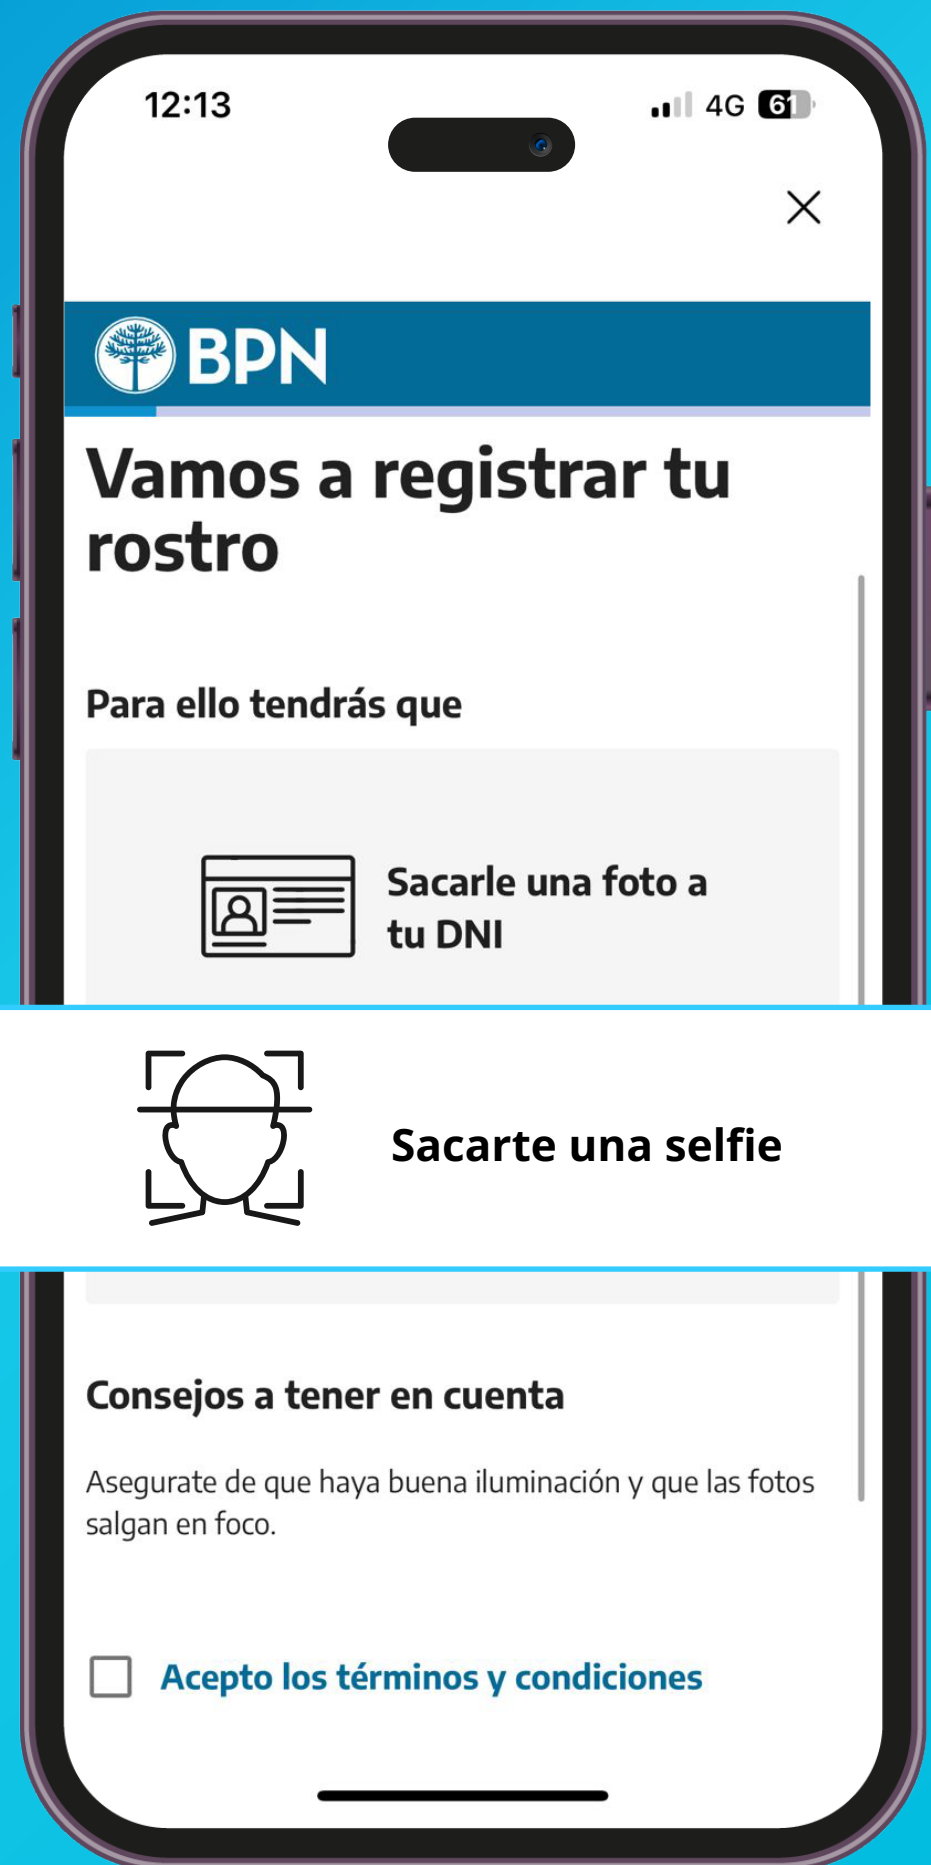 12:13
4G 61
BPN
Vamos a registrar tu
rostro
Para ello tendrás que
Sacarle una foto a
tu DNI
Sacarte una selfie
Consejos a tener en cuenta
Asegurate de que haya buena iluminación y que las fotos
salgan en foco.
Acepto los términos y condiciones